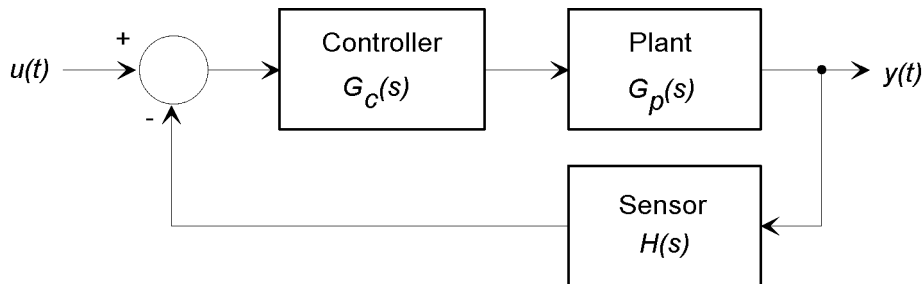 +
u(t)
-
Controller
G_c(s)
Plant
G_p(s)
y(t)
Sensor
H(s)